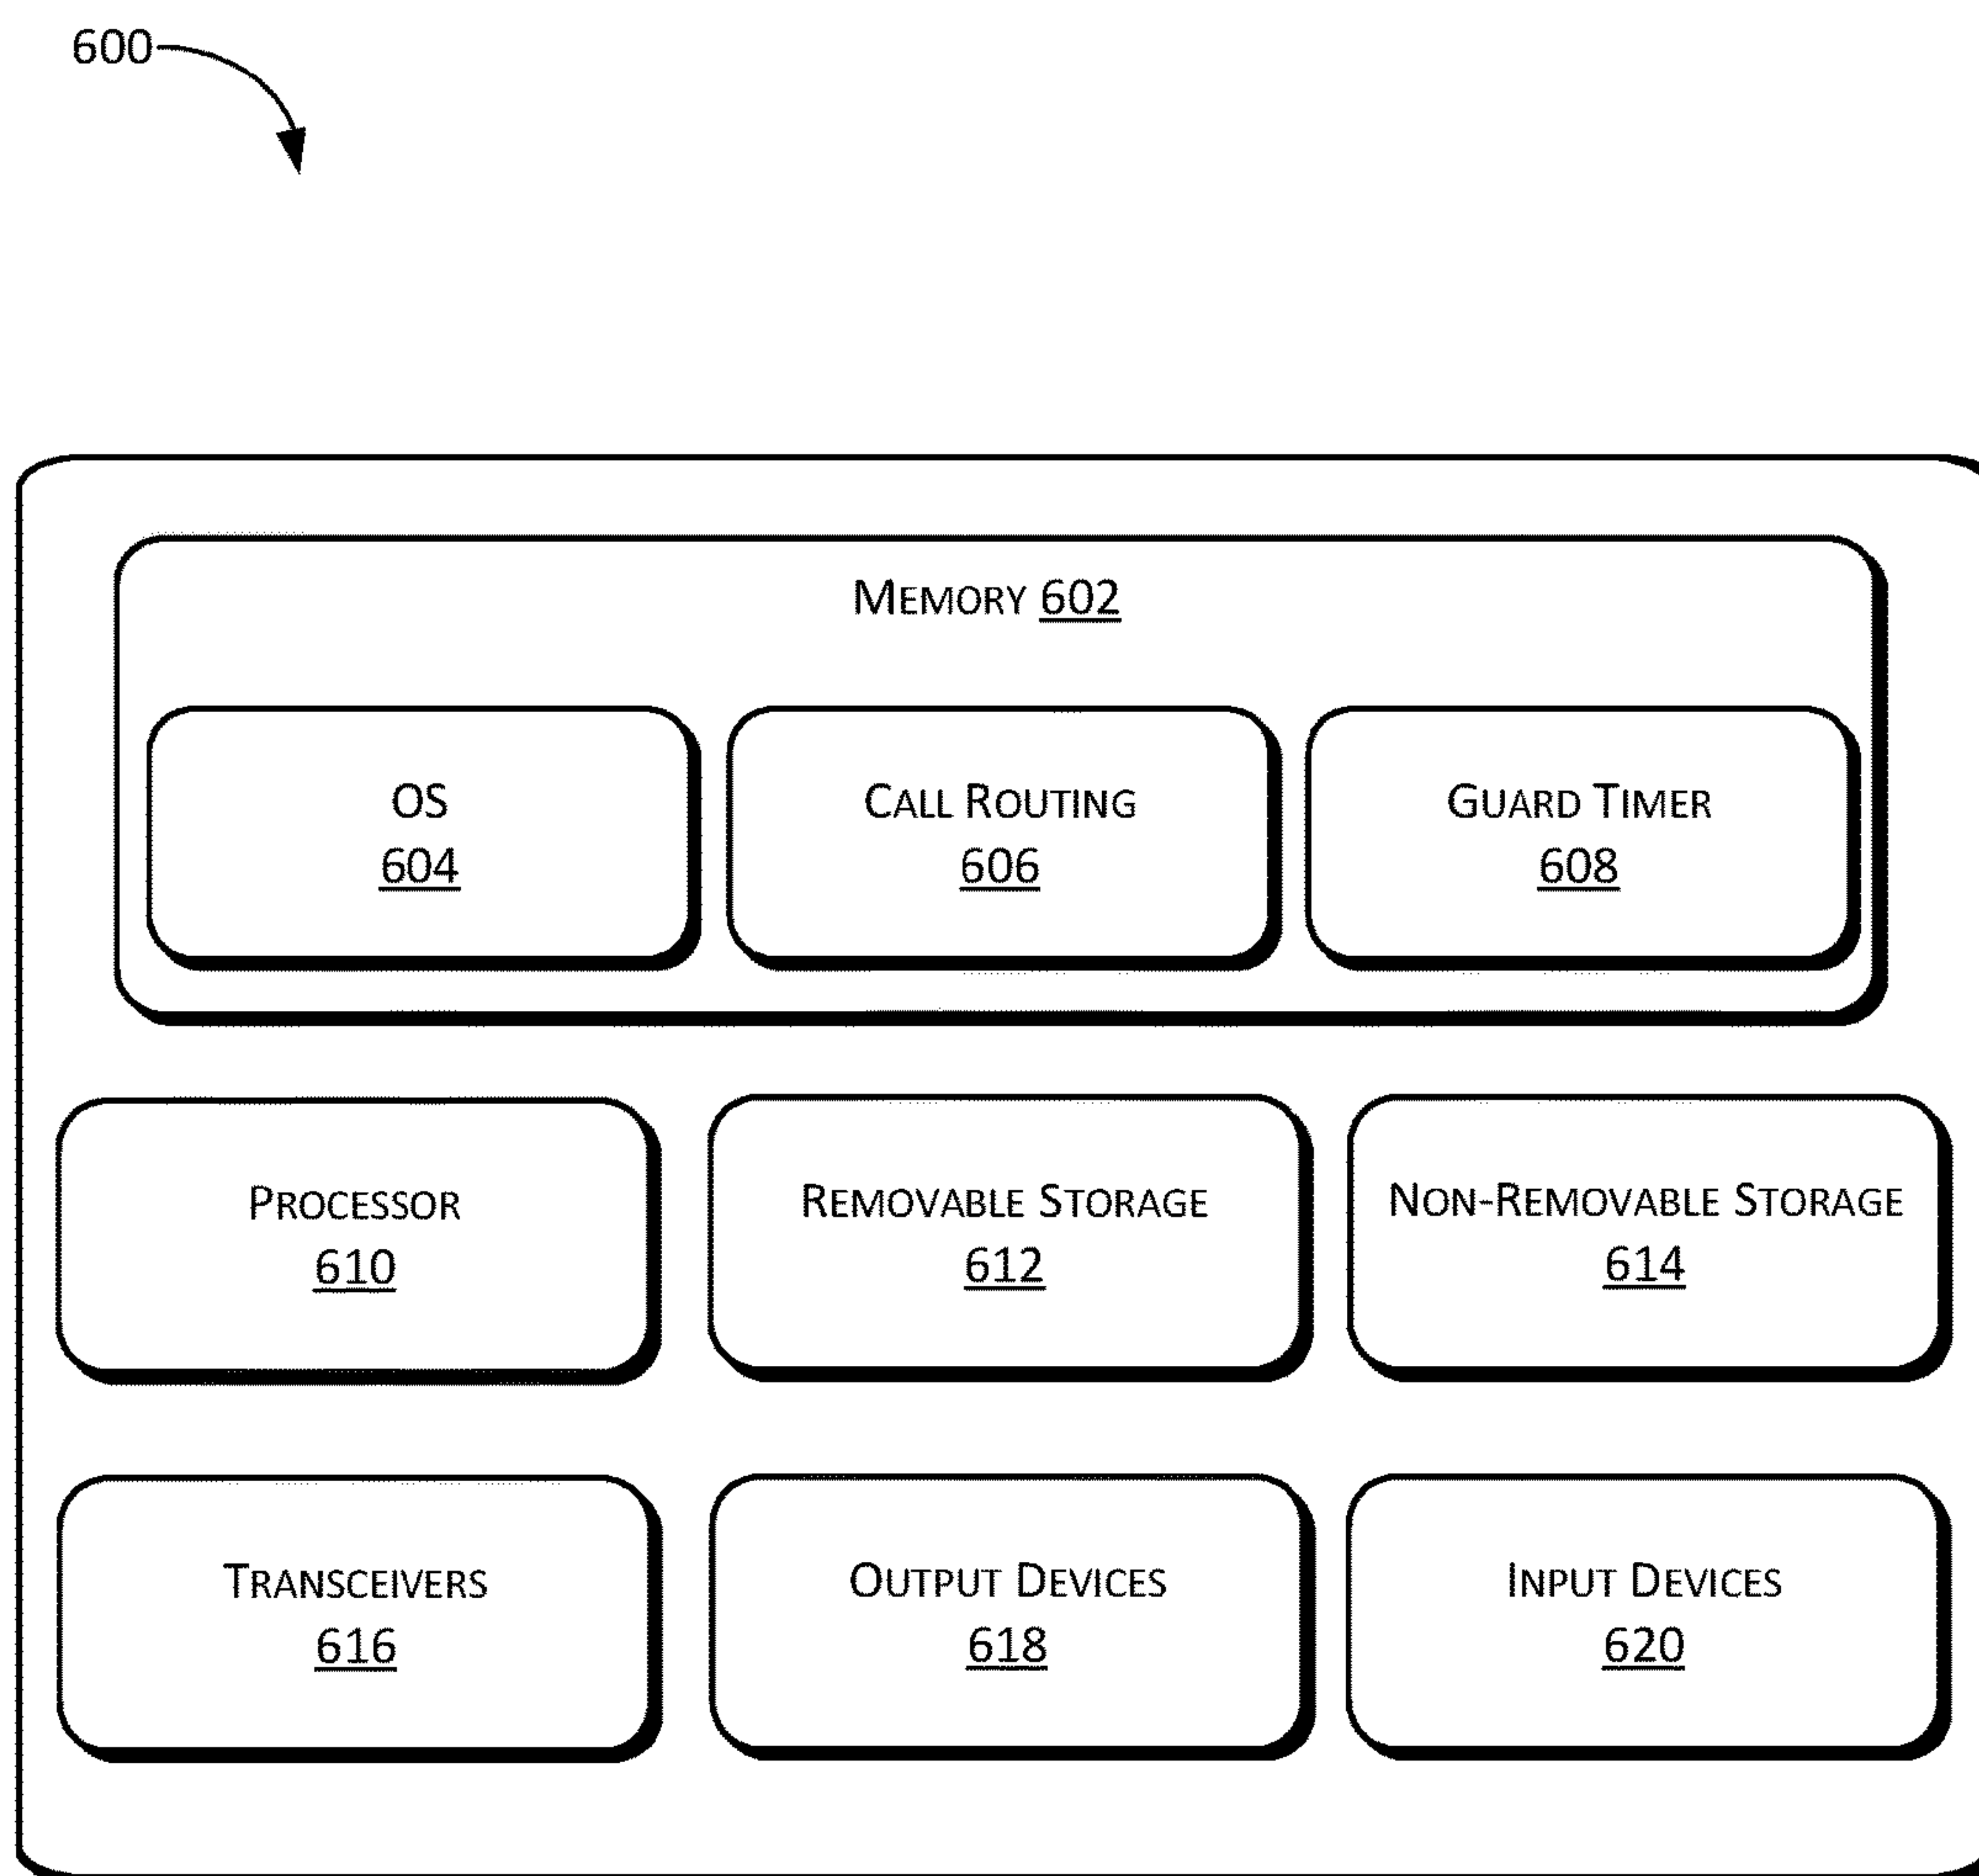 600
MEMORY 602
OS
604
CALL ROUTING
606
GUARD TIMER
608
PROCESSOR
610
REMOVABLE STORAGE
612
NON-REMOVABLE STORAGE
614
TRANSCEIVERS
616
OUTPUT DEVICES
618
INPUT DEVICES
620